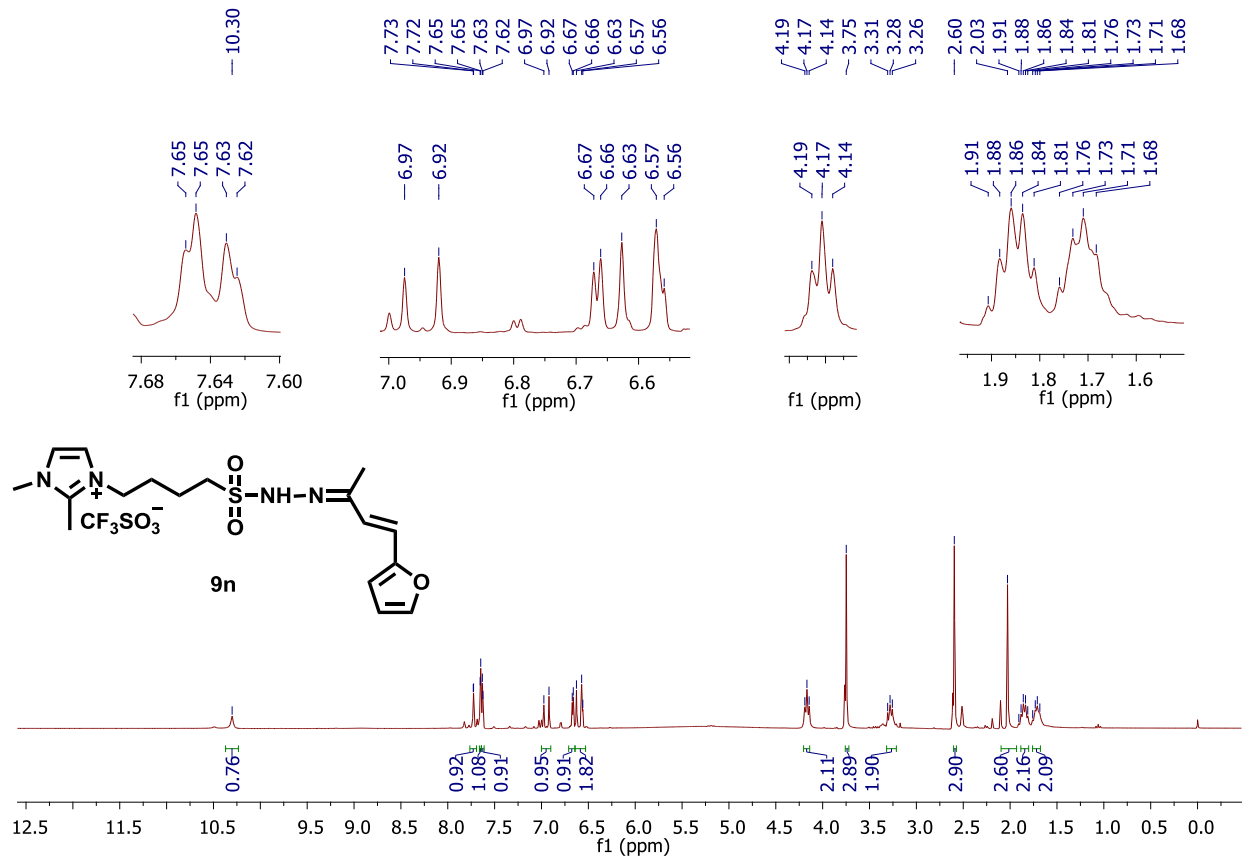 10.30
7.73 7.72 7.65 7.65 7.63 7.62 6.97 6.92 6.67 6.66 6.63 6.57 6.56
4.19 4.17 4.14 3.75 3.31 3.28 3.26
2.60 2.03 1.91 1.88 1.86 1.84 1.81 1.76 1.73 1.71 1.68
7.65 7.65 7.63 7.62
6.97 6.92 6.67 6.66 6.63 6.57 6.56
4.19 4.17 4.14
1.91 1.88 1.86 1.84 1.81 1.76 1.73 1.71 1.68
7.68 7.64 7.60
f1 (ppm)
7.0 6.9 6.8 6.7 6.6
f1 (ppm)
f1 (ppm)
1.9 1.8 1.7 1.6
f1 (ppm)
N N + CF₃SO₃⁻ O S O NH N O
9n
0.76 0.92 1.08 0.91 0.95 0.91 1.82 2.11 2.89 1.90 2.90 2.60 2.16 2.09
12.5 11.5 10.5 9.5 9.0 8.5 8.0 7.5 7.0 6.5 6.0 5.5 5.0 4.5 4.0 3.5 3.0 2.5 2.0 1.5 1.0 0.5 0.0
f1 (ppm)